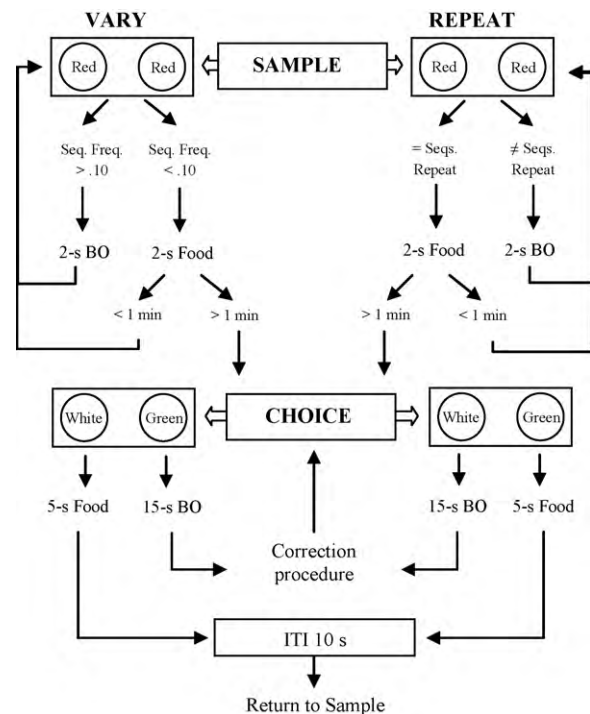 VARY
REPEAT
Red
Red
SAMPLE
Red
Red
Seq. Freq.
> .10
Seq. Freq.
< .10
= Seqs.
Repeat
≠ Seqs.
Repeat
2-s BO
2-s Food
2-s Food
2-s BO
< 1 min
> 1 min
> 1 min
< 1 min
White
Green
CHOICE
White
Green
5-s Food
15-s BO
15-s BO
5-s Food
Correction
procedure
ITI 10 s
Return to Sample